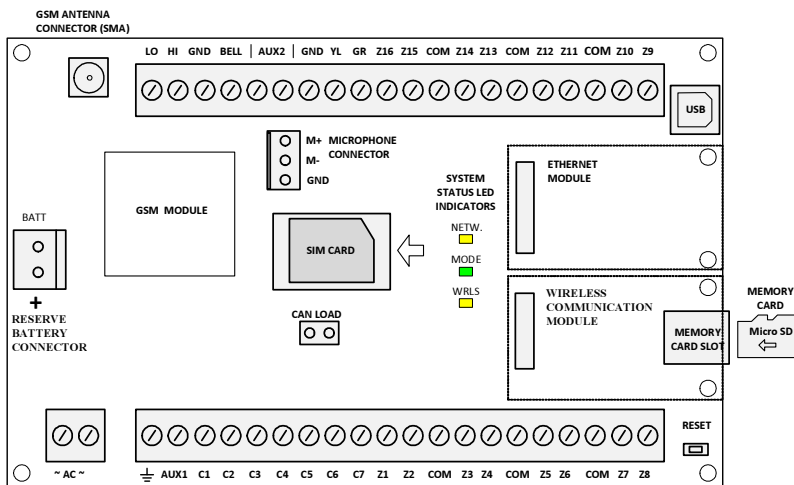 GSM ANTENNA
CONNECTOR (SMA)
LO HI GND BELL | AUX2 | GND YL GR Z16 Z15 COM Z14 Z13 COM Z12 Z11 COM Z10 Z9
USB
M+ MICROPHONE
M- CONNECTOR
GND
ETHERNET
MODULE
SYSTEM
STATUS LED
INDICATORS
GSM MODULE
BATT
NETW.
SIM CARD
MODE
WRLS
+
RESERVE
BATTERY
CONNECTOR
CAN LOAD
WIRELESS
COMMUNICATION
MODULE
MEMORY
CARD
MEMORY
CARD SLOT
Micro SD
RESET
~ AC ~
AUX1 C1 C2 C3 C4 C5 C6 C7 Z1 Z2 COM Z3 Z4 COM Z5 Z6 COM Z7 Z8